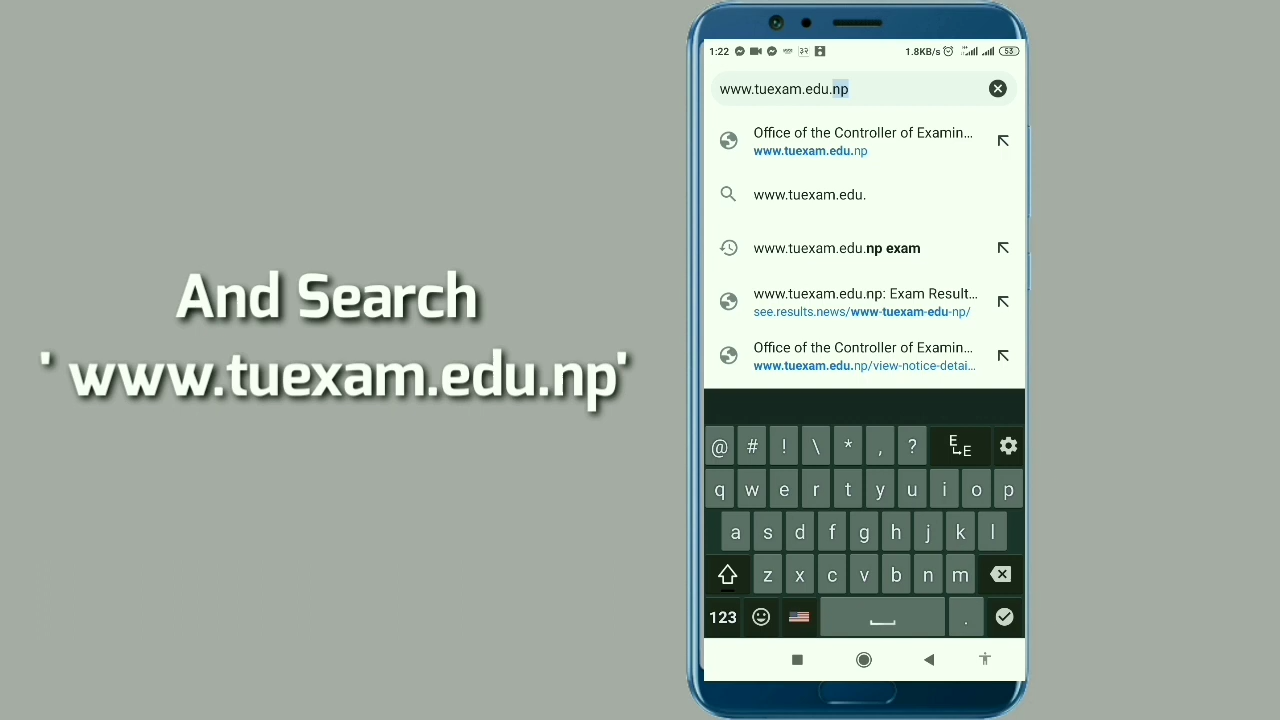 And Search
' www.tuexam.edu.np'
1:22
1.8KB/s
53
www.tuexam.edu.np
Office of the Controller of Examin...
www.tuexam.edu.np
www.tuexam.edu.
www.tuexam.edu.np exam
www.tuexam.edu.np: Exam Result...
see.results.news/www-tuexam-edu-np/
Office of the Controller of Examin...
www.tuexam.edu.np/view-notice-detai...
@ # ! \ * , ? E E
q w e r t y u i o p
a s d f g h j k l
z x c v b n m
123 .